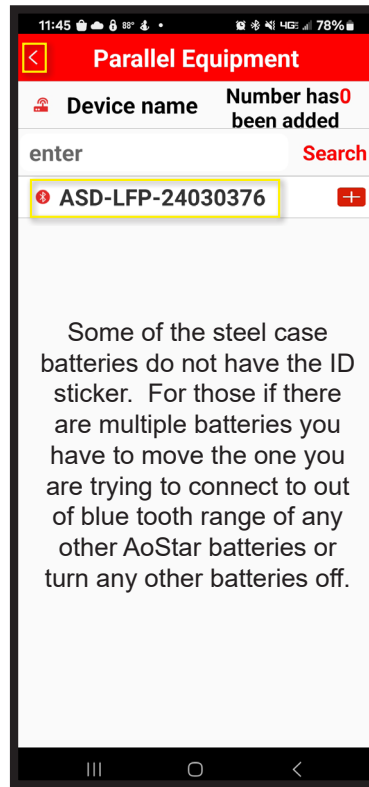 11:45 88° 4G 78%
Parallel Equipment
Device name
Number has0
been added
enter
Search
ASD-LFP-24030376
Some of the steel case
batteries do not have the ID
sticker. For those if there
are multiple batteries you
have to move the one you
are trying to connect to out
of blue tooth range of any
other AoStar batteries or
turn any other batteries off.